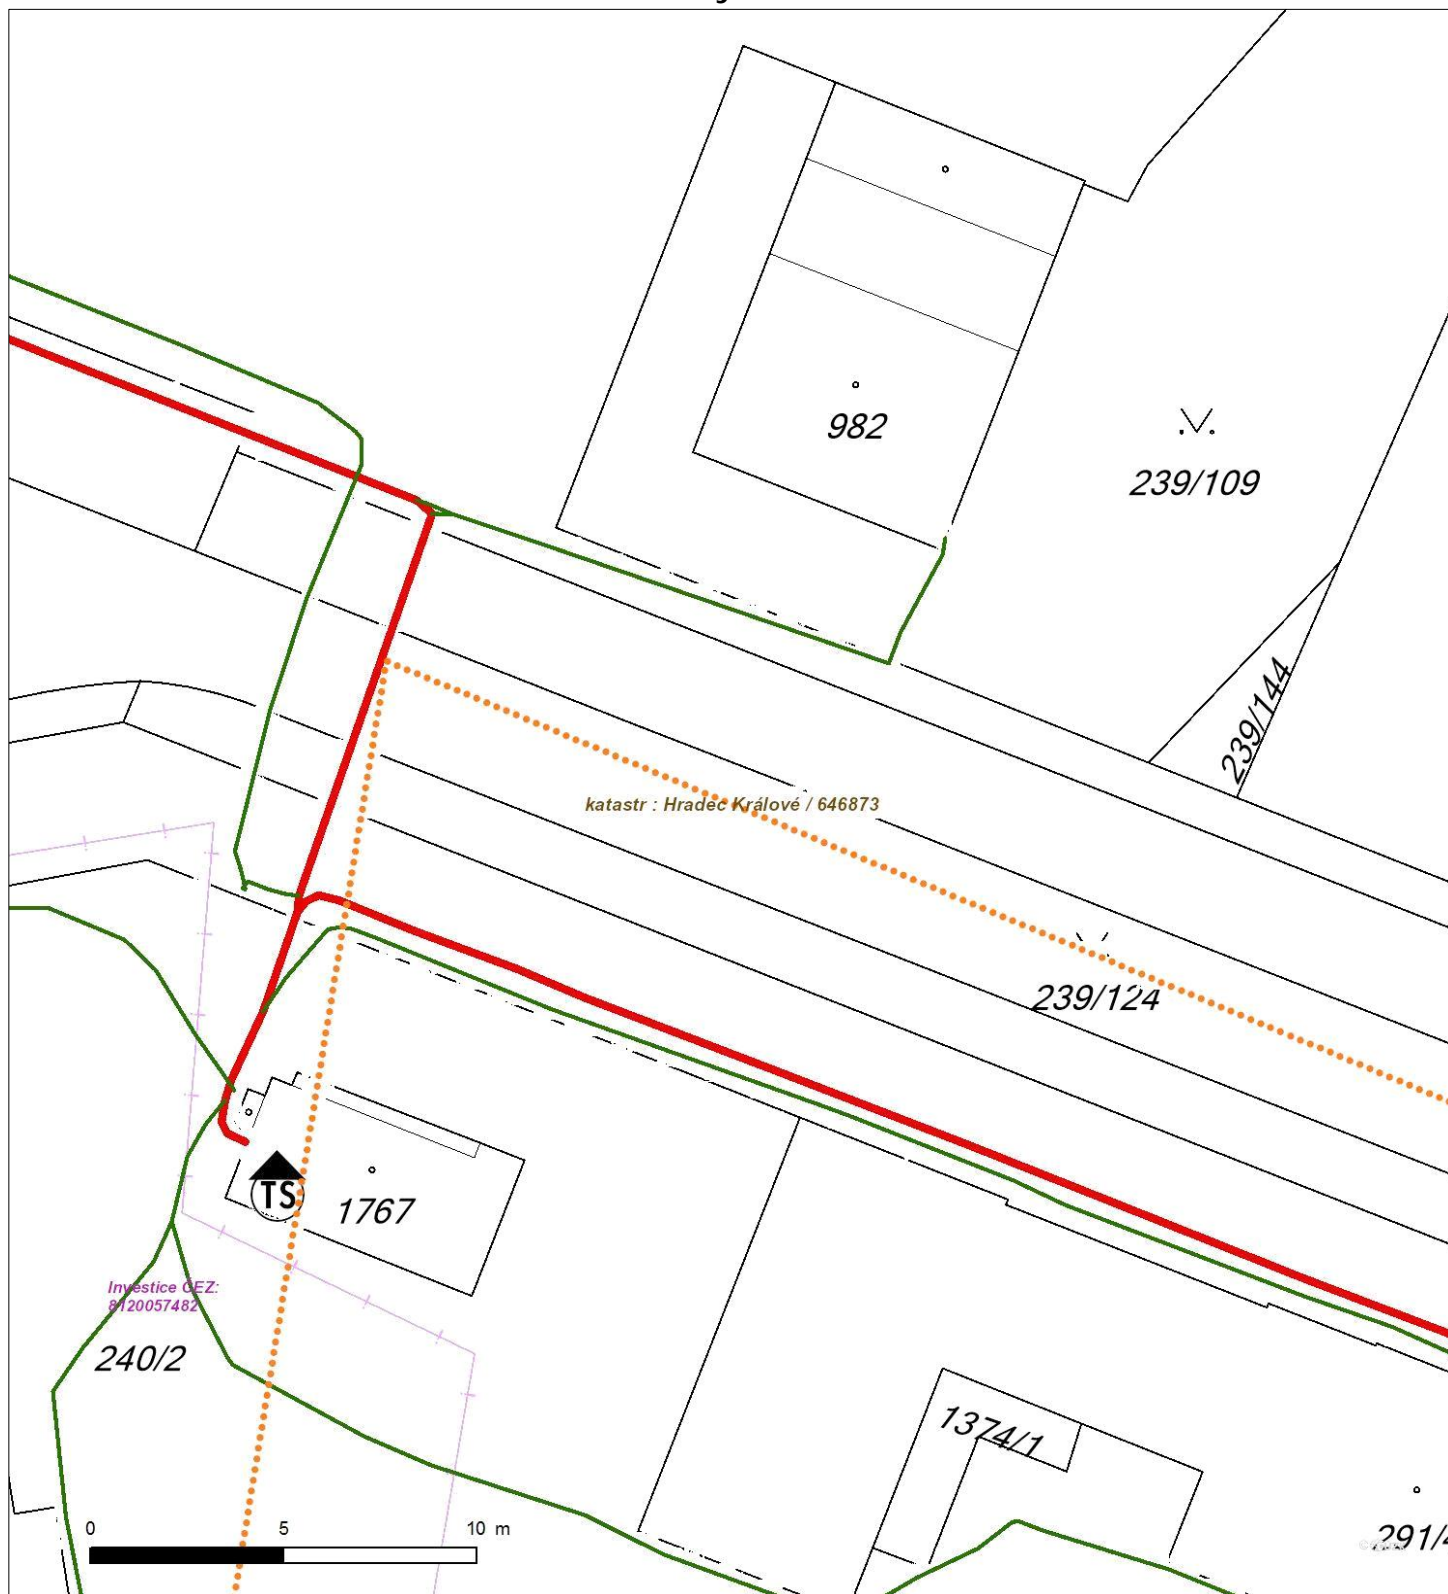 982
239/109
239/144
katastr : Hradec Králové / 646873
239/124
TS
1767
Investice ČEZ:
8120057482
240/2
1374/1
0 5 10 m